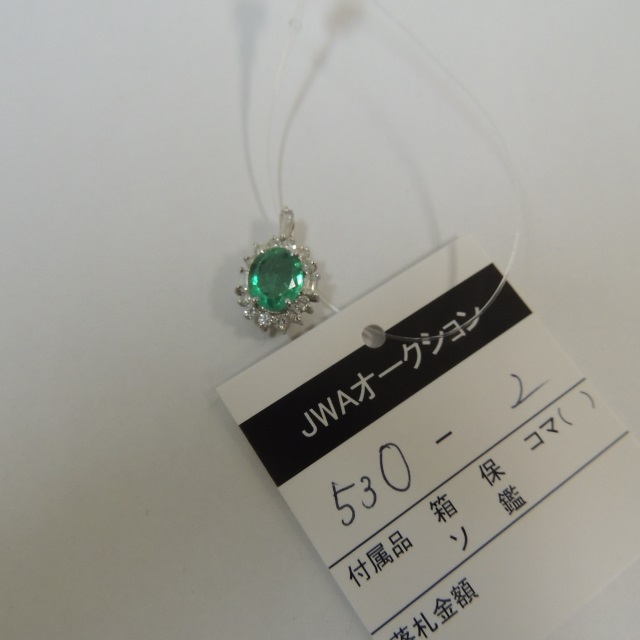 JWAオークション
530-2
付属品 箱 保 コマ( )
ソ 鑑
落札金額